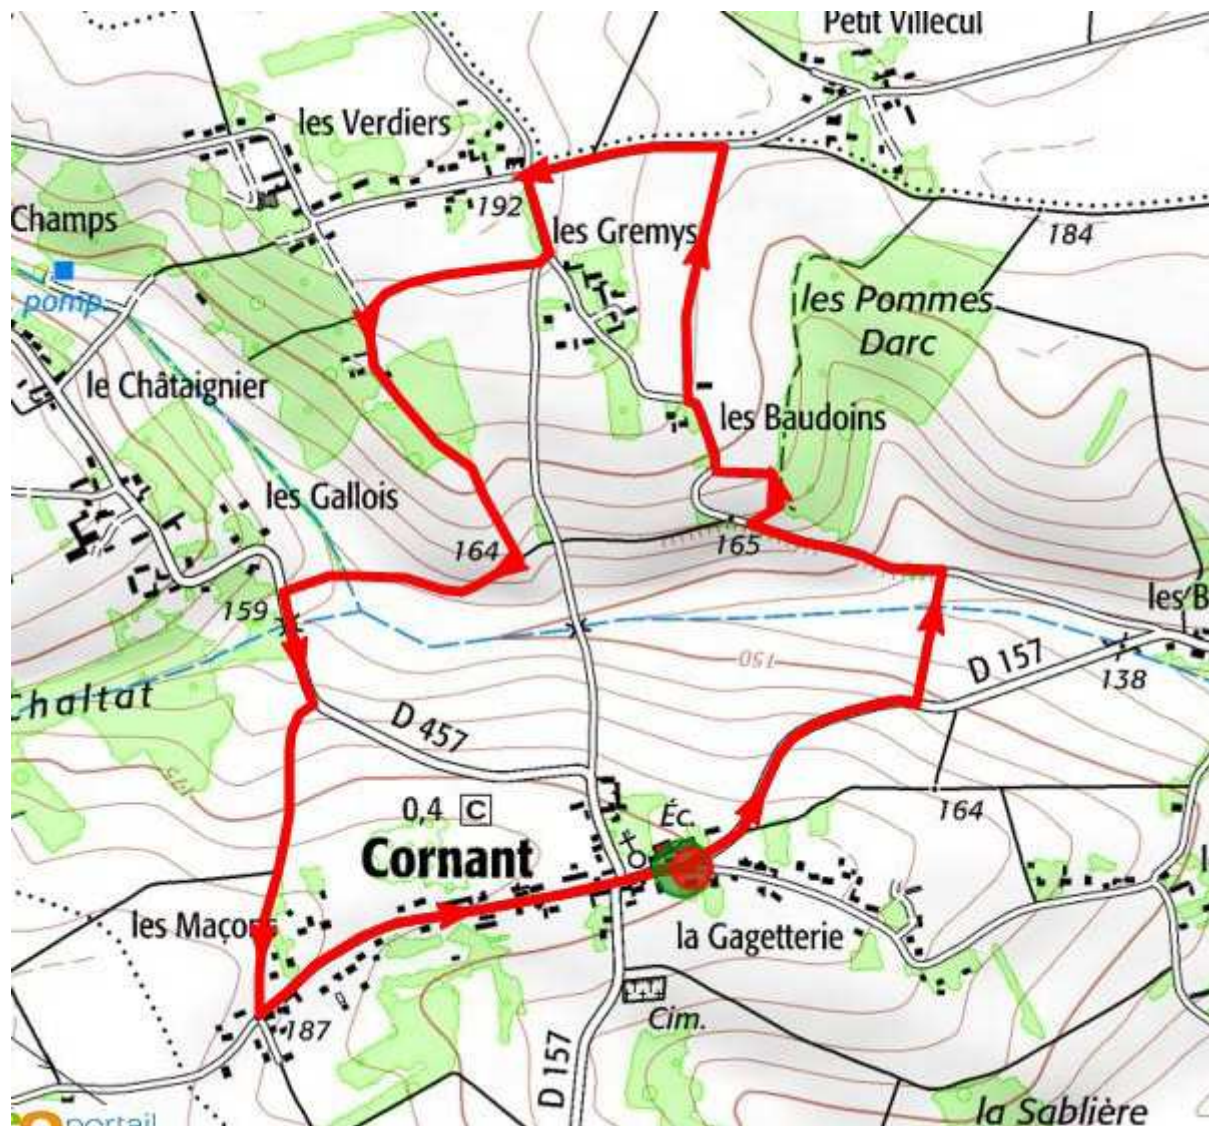 Petit Villecul
les Verdiers
192
les Gremys
Champs
184
pomp.
les Pommes
Darc
le Châtaignier
les Baudoins
les Gallois
164
165
159
les B
150
D 157
138
Chaltat
D 457
175
0,4 C
Éc.
164
Cornant
les Maçons
la Gagetterie
187
Cim.
D 157
la Sablière
portail